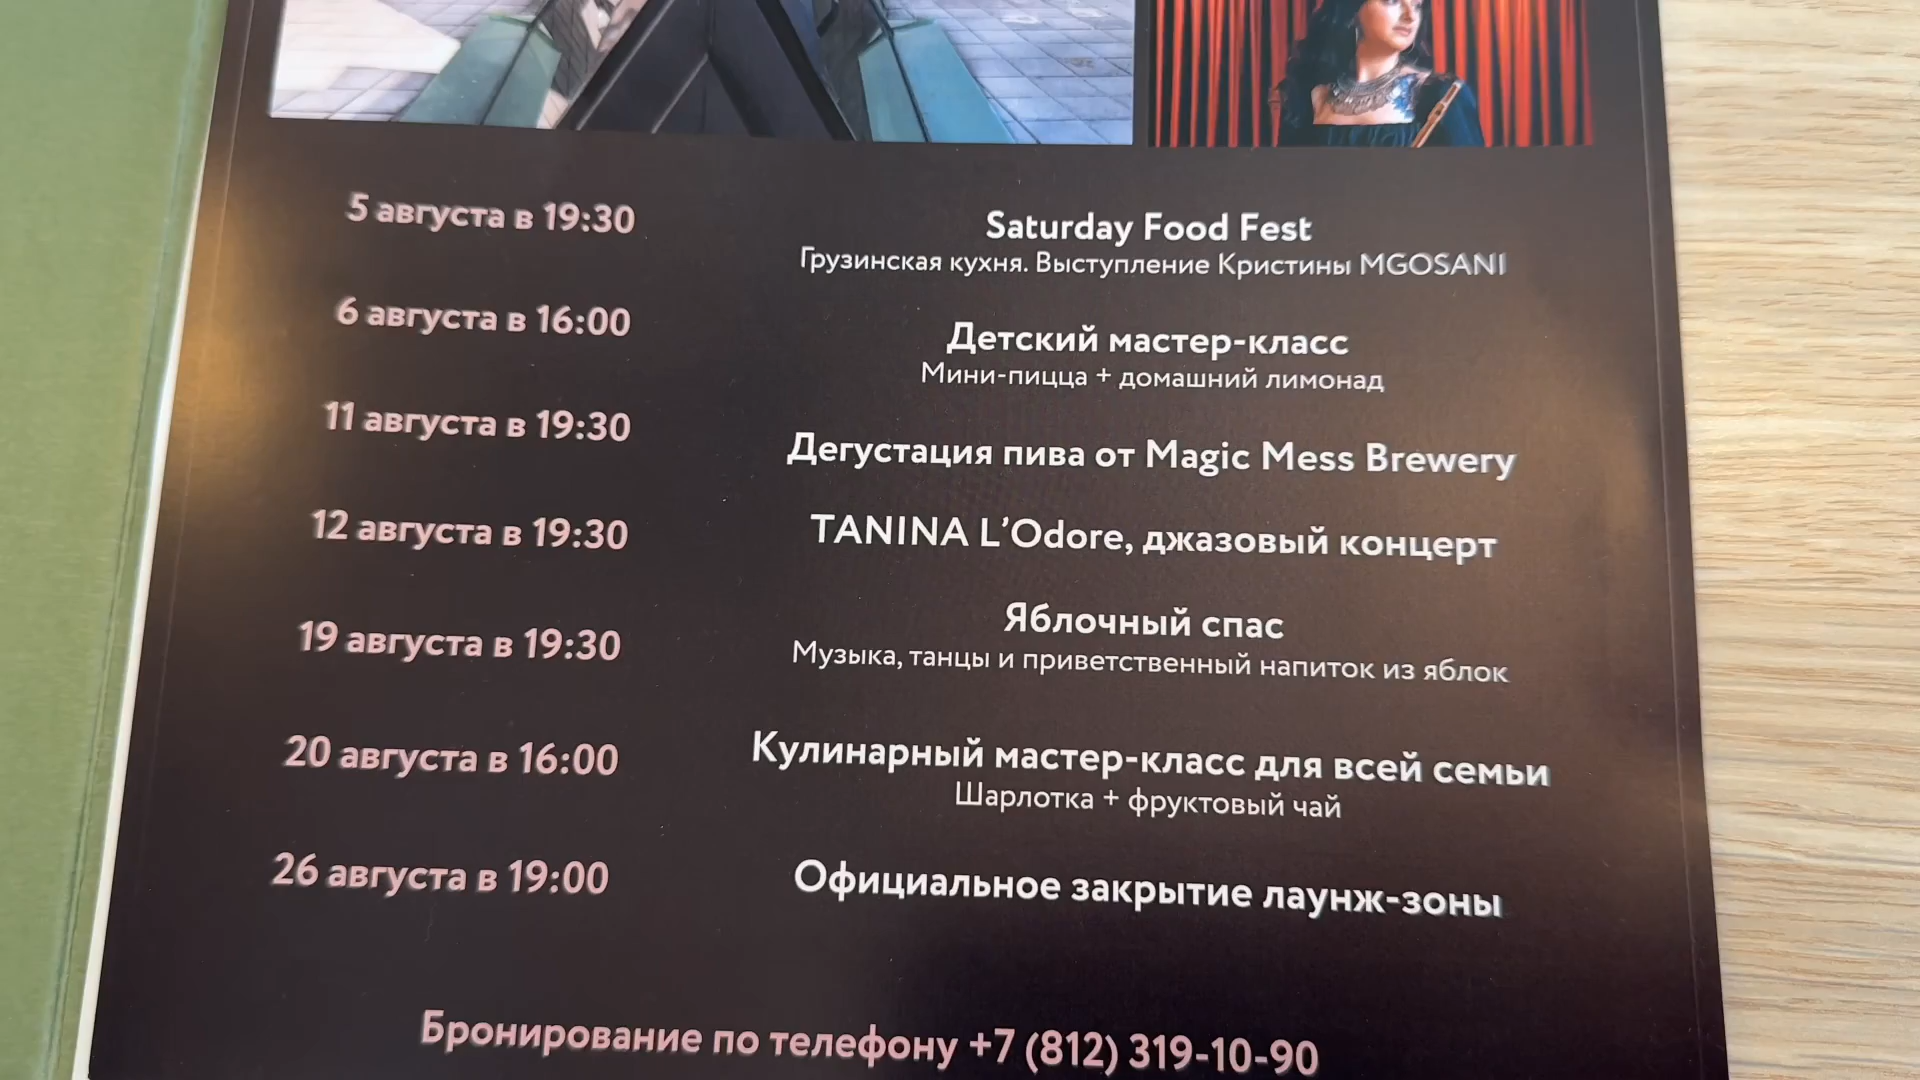 5 августа в 19:30
Saturday Food Fest
Грузинская кухня. Выступление Кристины MGOSANI
6 августа в 16:00
Детский мастер-класс
Мини-пицца + домашний лимонад
11 августа в 19:30
Дегустация пива от Magic Mess Brewery
12 августа в 19:30
TANINA L’Odore, джазовый концерт
19 августа в 19:30
Яблочный спас
Музыка, танцы и приветственный напиток из яблок
20 августа в 16:00
Кулинарный мастер-класс для всей семьи
Шарлотка + фруктовый чай
26 августа в 19:00
Официальное закрытие лаунж-зоны
Бронирование по телефону +7 (812) 319-10-90